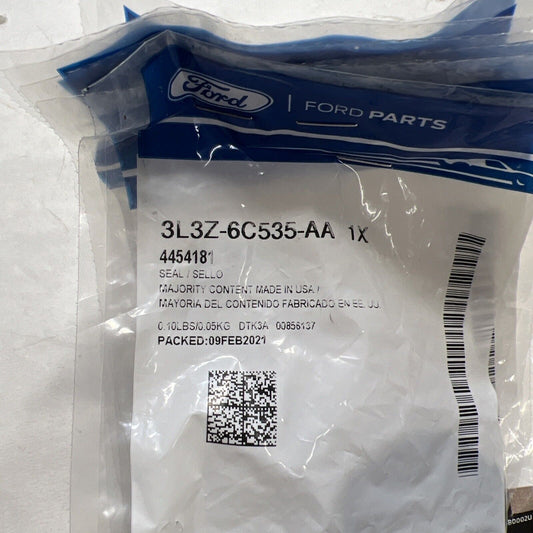 Ford | FORD PARTS
3L3Z-6C535-AA 1X
4454181
SEAL / SELLO
MAJORITY CONTENT MADE IN USA /
MAYORIA DEL CONTENIDO FABRICADO EN EE. UU.
0.10LBS/0.05KG DTK3A 00856137
PACKED:09FEB2021
B0002U